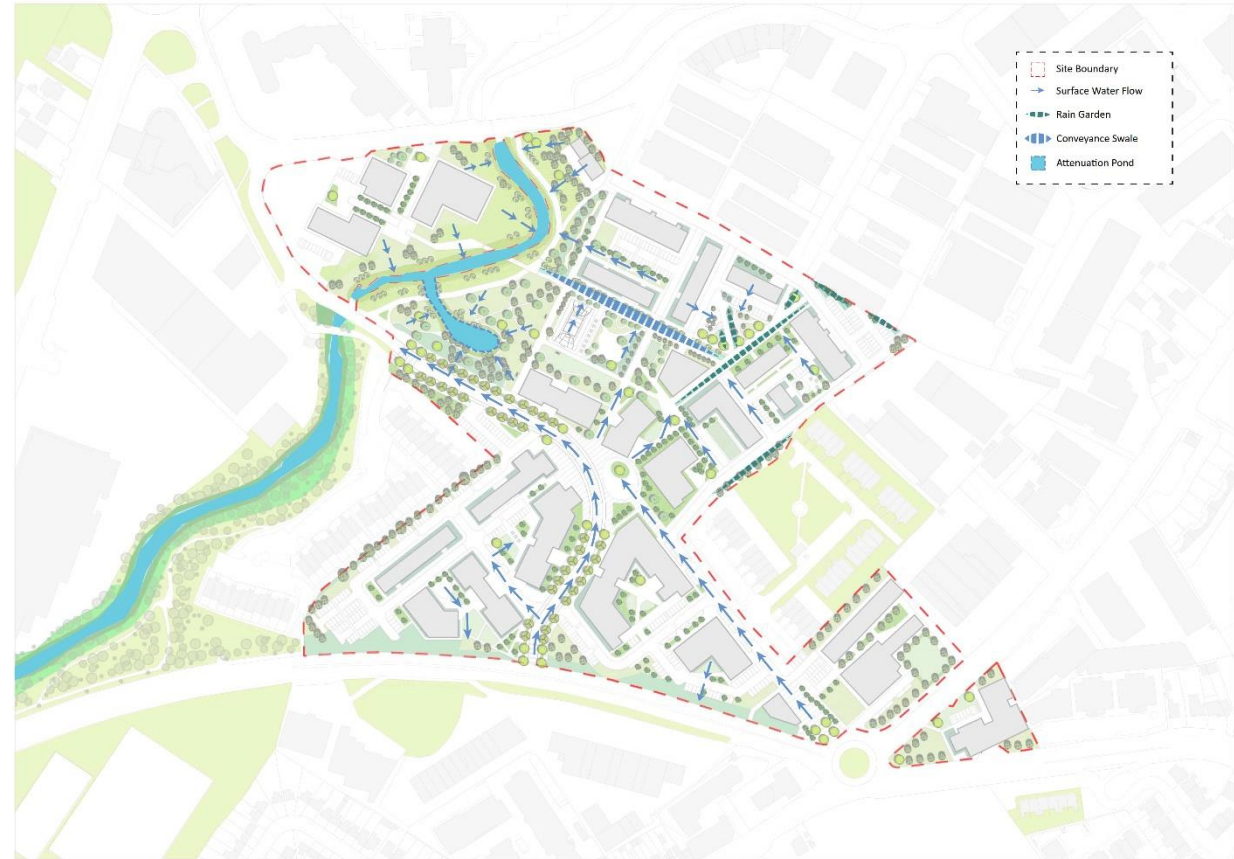 Site Boundary
Surface Water Flow
Rain Garden
Conveyance Swale
Attenuation Pond